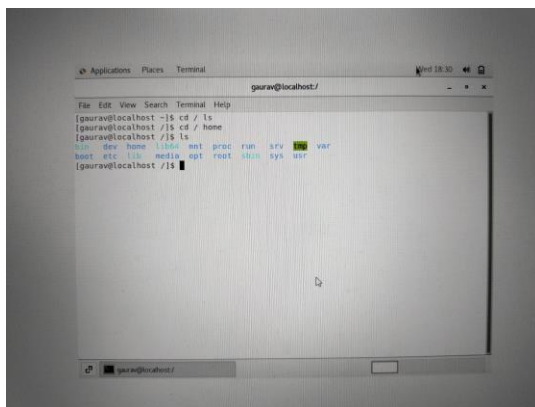 Applications Places Terminal Wed 18:30
gaurav@localhost:/
File Edit View Search Terminal Help
[gaurav@localhost ~]$ cd / ls
[gaurav@localhost /]$ cd / home
[gaurav@localhost /]$ ls
bin dev home lib64 mnt proc run srv tmp var
boot etc lib media opt root sbin sys usr
[gaurav@localhost /]$
gaurav@localhost:/